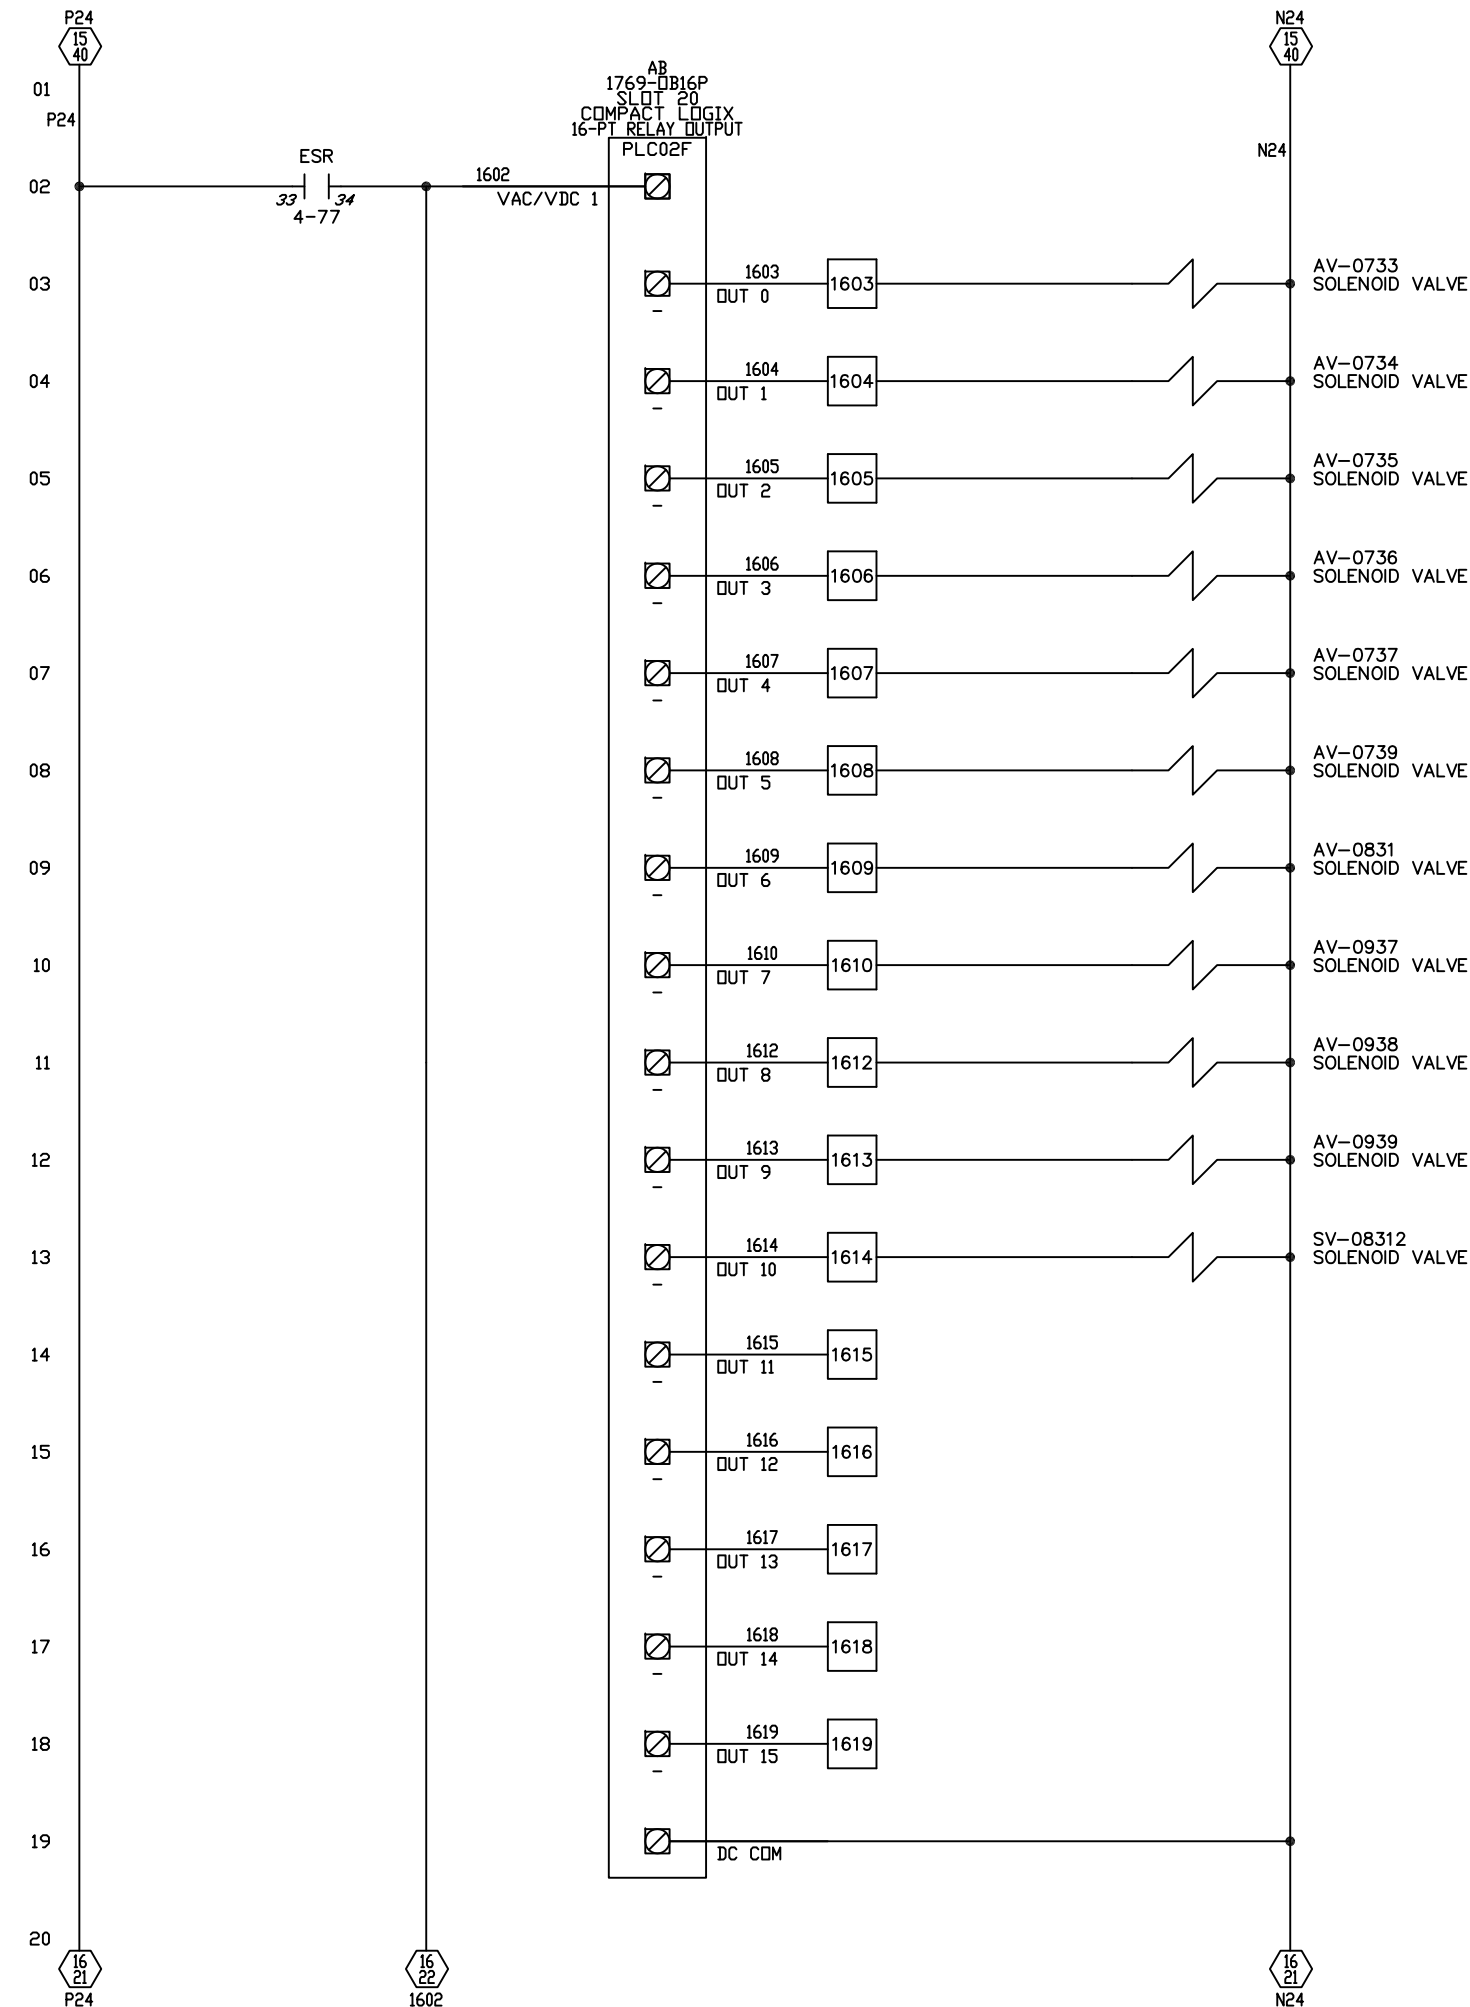 P24
15
40
N24
15
40
01
P24
AB
1769-OB16P
SLOT 20
COMPACT LOGIX
16-PT RELAY OUTPUT
PLC02F
N24
02
ESR
33
34
4-77
1602
VAC/VDC 1
03
1603
OUT 0
-
1603
AV-0733
SOLENOID VALVE
04
1604
OUT 1
-
1604
AV-0734
SOLENOID VALVE
05
1605
OUT 2
-
1605
AV-0735
SOLENOID VALVE
06
1606
OUT 3
-
1606
AV-0736
SOLENOID VALVE
07
1607
OUT 4
-
1607
AV-0737
SOLENOID VALVE
08
1608
OUT 5
-
1608
AV-0739
SOLENOID VALVE
09
1609
OUT 6
-
1609
AV-0831
SOLENOID VALVE
10
1610
OUT 7
-
1610
AV-0937
SOLENOID VALVE
11
1612
OUT 8
-
1612
AV-0938
SOLENOID VALVE
12
1613
OUT 9
-
1613
AV-0939
SOLENOID VALVE
13
1614
OUT 10
-
1614
SV-08312
SOLENOID VALVE
14
1615
OUT 11
-
1615
15
1616
OUT 12
-
1616
16
1617
OUT 13
-
1617
17
1618
OUT 14
-
1618
18
1619
OUT 15
-
1619
19
DC COM
20
16
21
P24
16
22
1602
16
21
N24